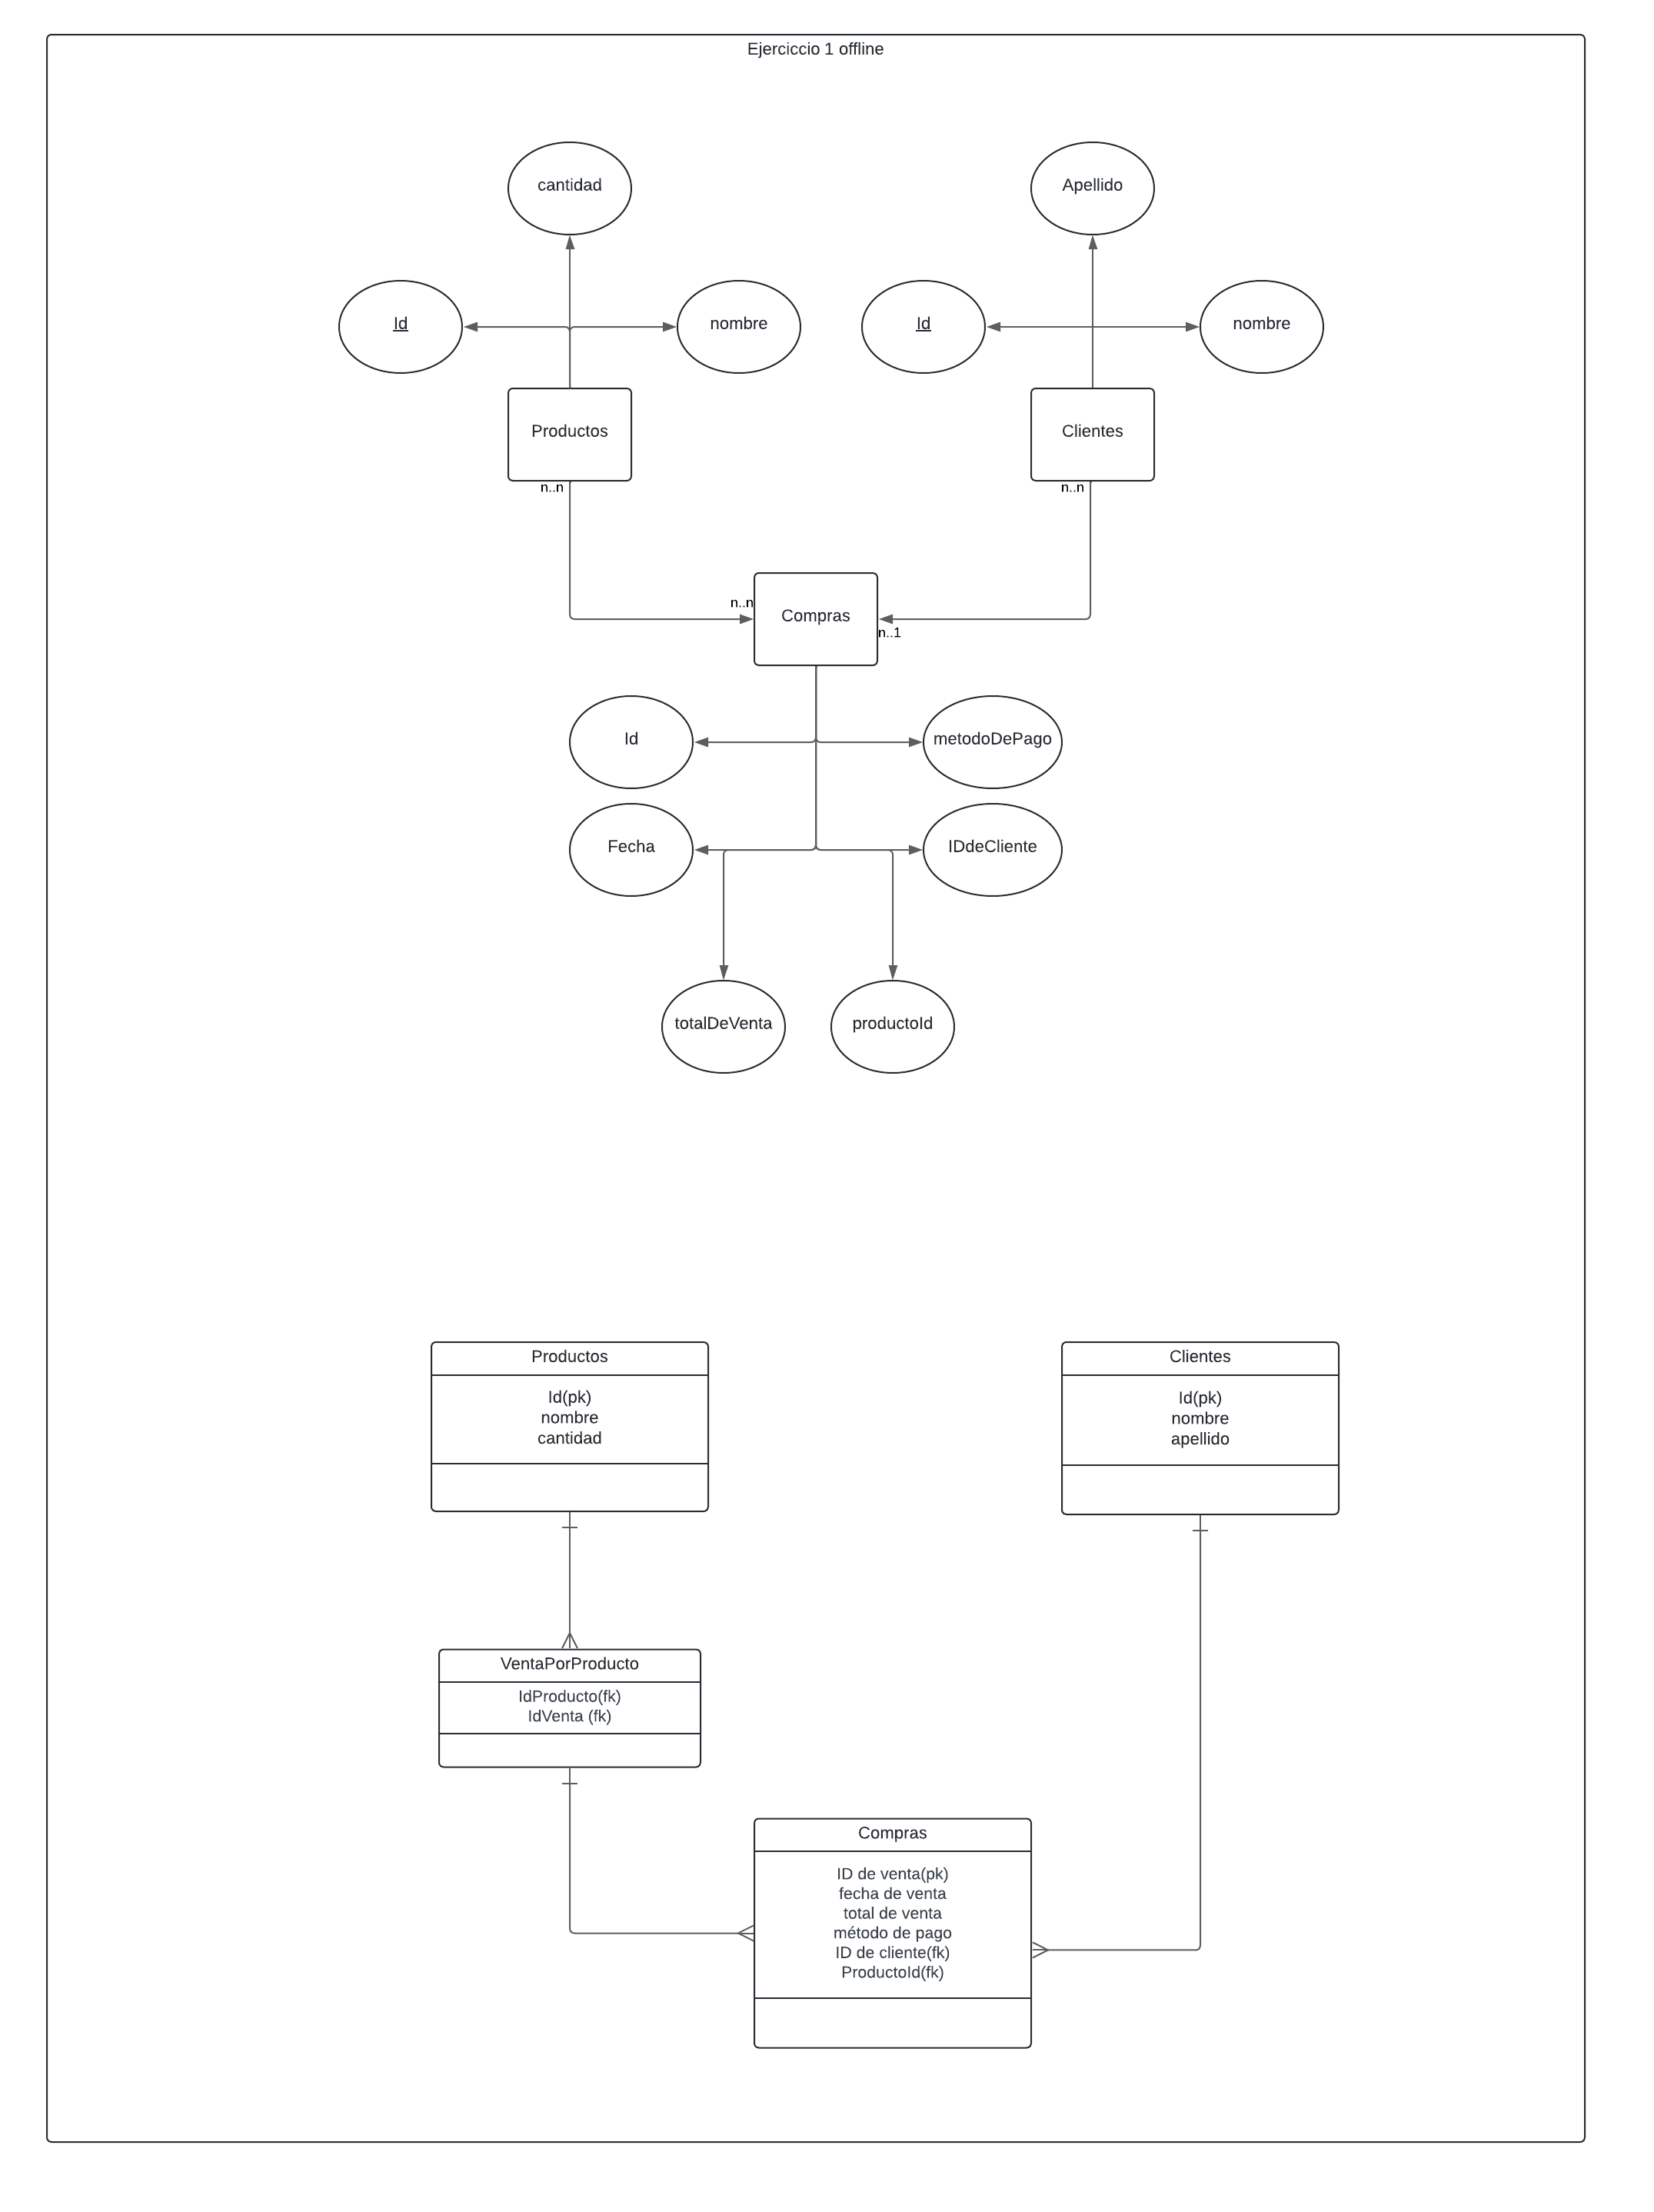 Ejerciccio 1 offline
cantidad
Apellido
Id
nombre
Id
nombre
Productos
Clientes
n..n
n..n
n..n
Compras
n..1
Id
metodoDePago
Fecha
IDdeCliente
totalDeVenta
productoId
Productos
Id(pk)
nombre
cantidad
Clientes
Id(pk)
nombre
apellido
VentaPorProducto
IdProducto(fk)
IdVenta (fk)
Compras
ID de venta(pk)
fecha de venta
total de venta
método de pago
ID de cliente(fk)
ProductoId(fk)